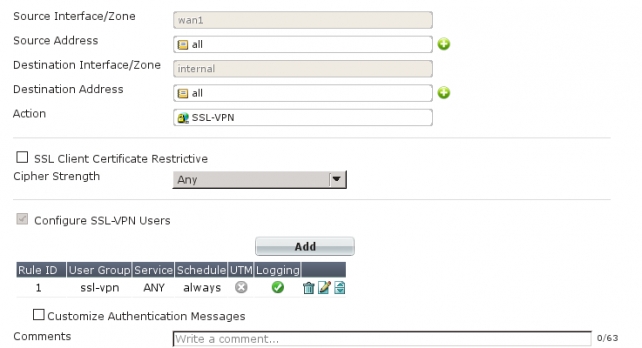 Source Interface/Zone wan1
Source Address all
Destination Interface/Zone internal
Destination Address all
Action SSL-VPN
SSL Client Certificate Restrictive
Cipher Strength Any
Configure SSL-VPN Users
Add
Rule ID User Group Service Schedule UTM Logging
1 ssl-vpn ANY always
Customize Authentication Messages
Comments Write a comment... 0/63